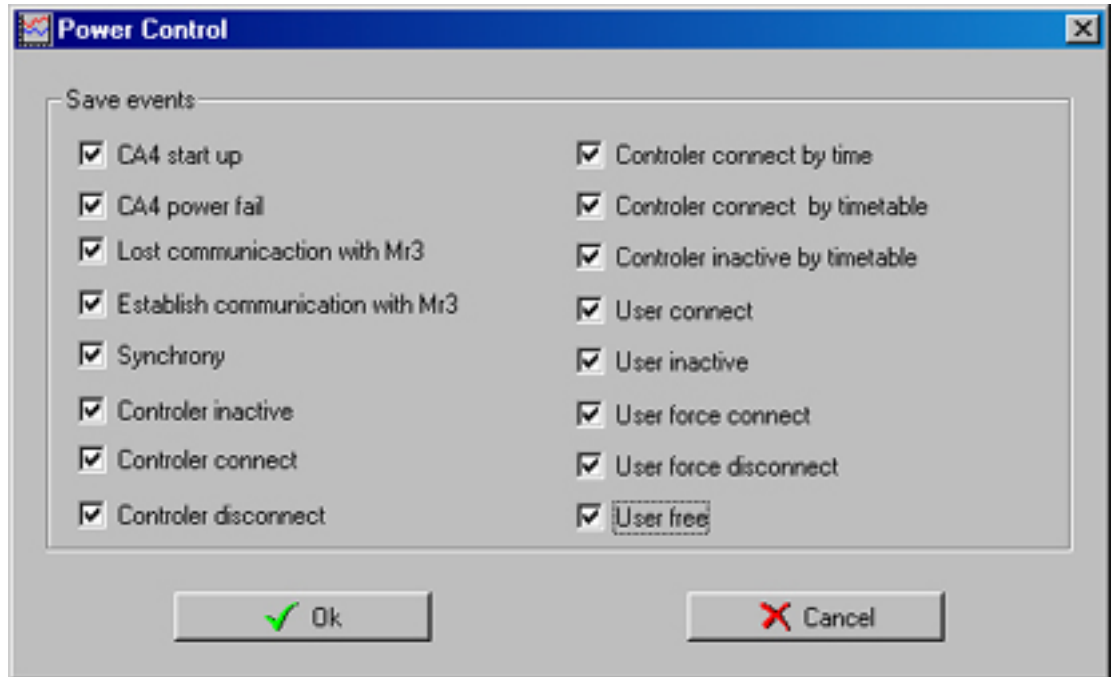 Power Control
Save events
CA4 start up
CA4 power fail
Lost communicaction with Mr3
Establish communication with Mr3
Synchrony
Controler inactive
Controler connect
Controler disconnect
Controler connect by time
Controler connect by timetable
Controler inactive by timetable
User connect
User inactive
User force connect
User force disconnect
User free
Ok
Cancel